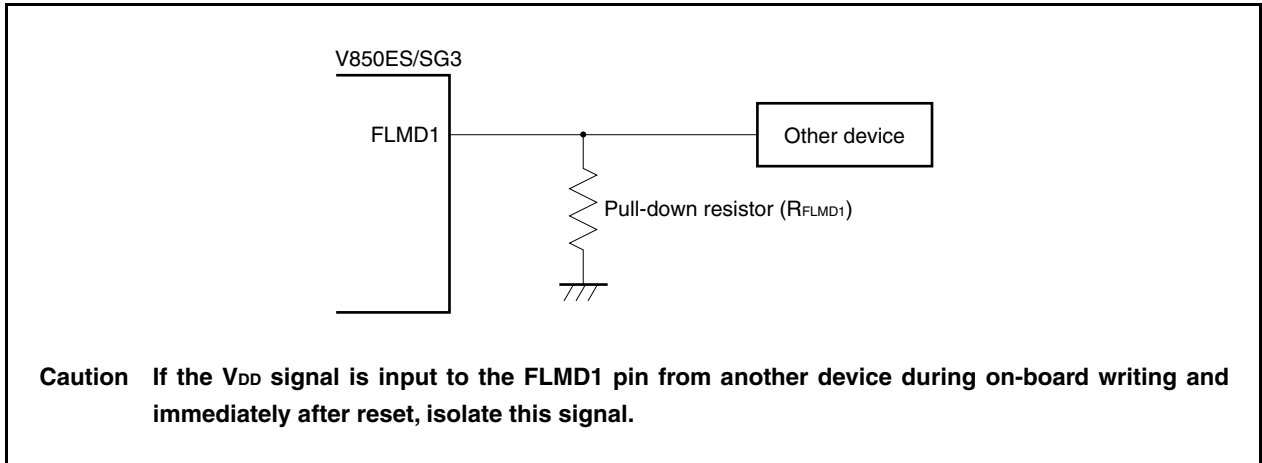 V850ES/SG3
FLMD1
Other device
Pull-down resistor (RFLMD1)
Caution If the VDD signal is input to the FLMD1 pin from another device during on-board writing and
immediately after reset, isolate this signal.